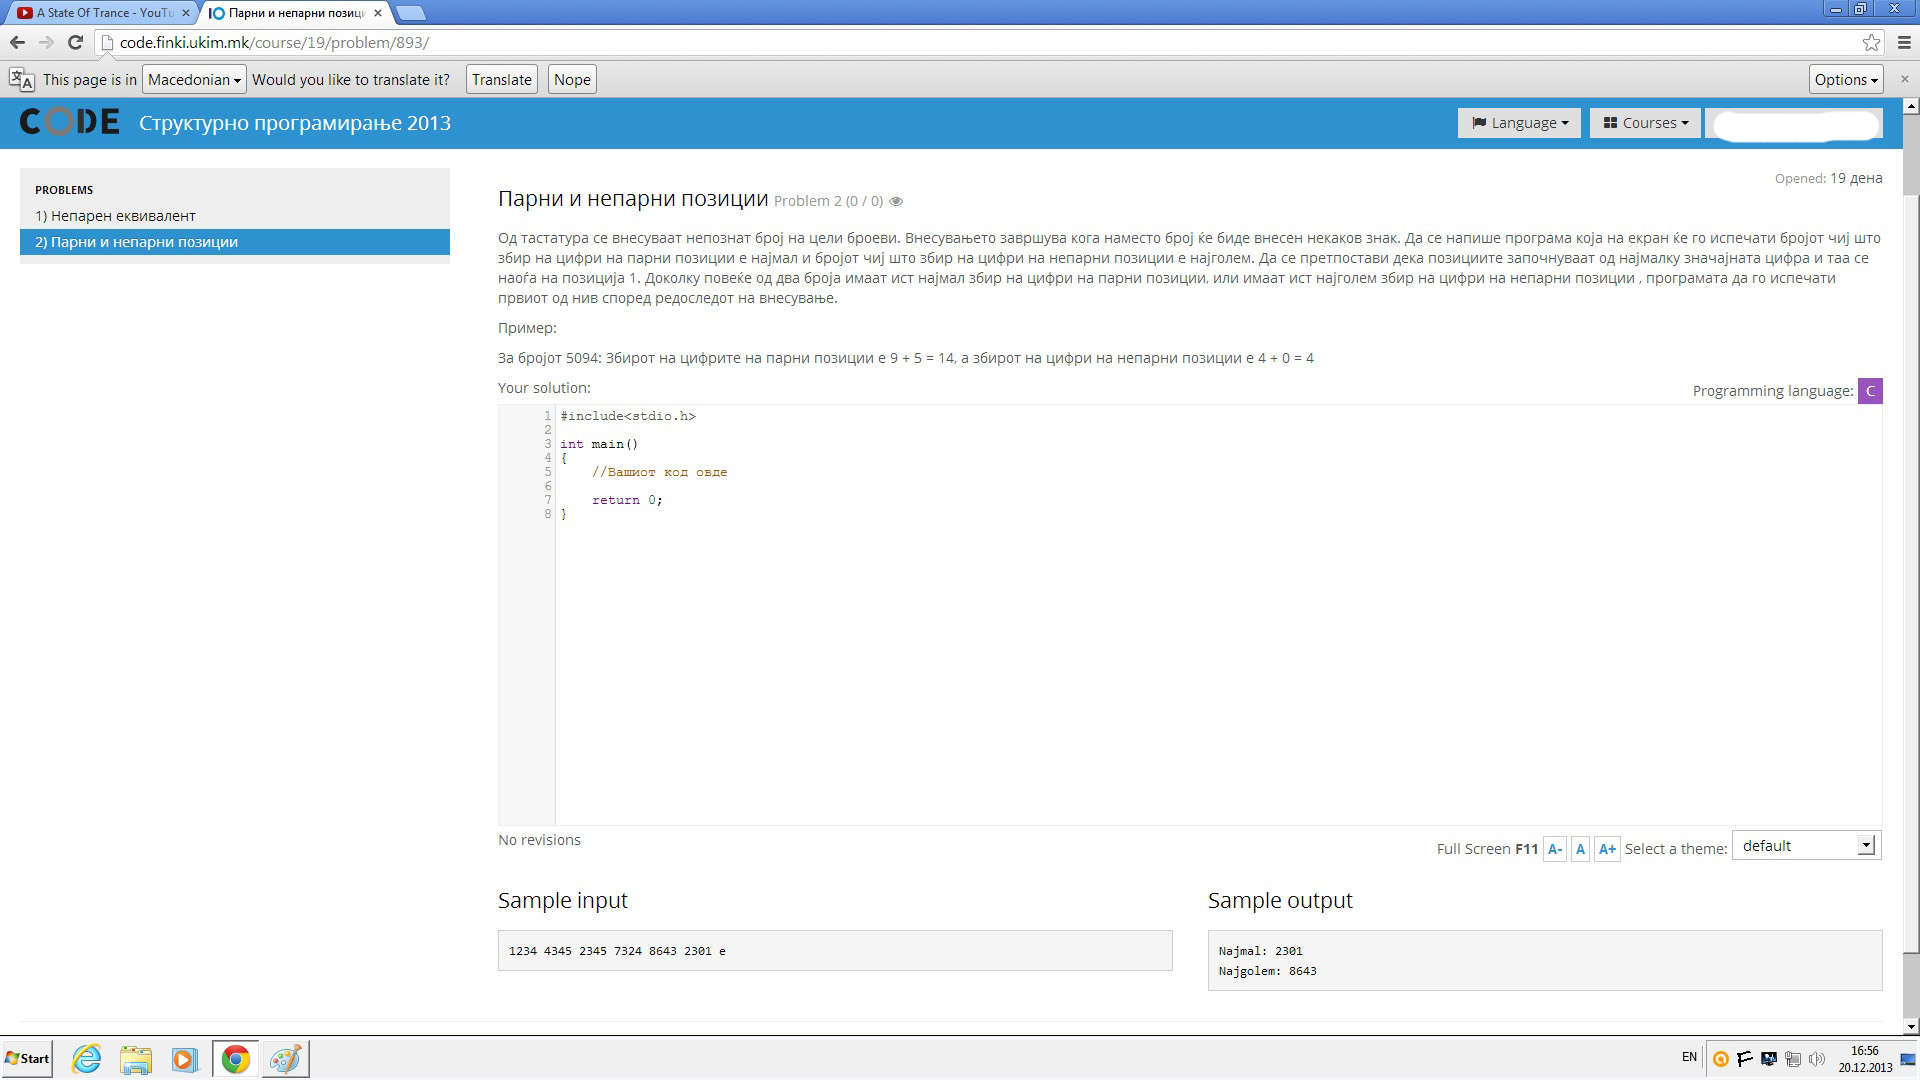 A State Of Trance - YouTu
Парни и непарни позици
code.finki.ukim.mk/course/19/problem/893/
This page is in Macedonian Would you like to translate it? Translate Nope Options
CODE Структурно програмирање 2013 Language Courses
PROBLEMS
1) Непарен еквивалент
2) Парни и непарни позиции
Opened: 19 дена
Парни и непарни позиции Problem 2 (0 / 0)
Од тастатура се внесуваат непознат број на цели броеви. Внесувањето завршува кога наместо број ќе биде внесен некаков знак. Да се напише програма која на екран ќе го испечати бројот чиј што
збир на цифри на парни позиции е најмал и бројот чиј што збир на цифри на непарни позиции е најголем. Да се претпостави дека позициите започнуваат од најмалку значајната цифра и таа се
наоѓа на позиција 1. Доколку повеќе од два броја имаат ист најмал збир на цифри на парни позиции, или имаат ист најголем збир на цифри на непарни позиции , програмата да го испечати
првиот од нив според редоследот на внесување.
Пример:
За бројот 5094: Збирот на цифрите на парни позиции е 9 + 5 = 14, а збирот на цифри на непарни позиции е 4 + 0 = 4
Your solution:
Programming language: C
1 #include<stdio.h>
2
3 int main()
4 {
5 //Вашиот код овде
6
7 return 0;
8 }
No revisions
Full Screen F11 A- A A+ Select a theme: default
Sample input
1234 4345 2345 7324 8643 2301 e
Sample output
Najmal: 2301
Najgolem: 8643
Start
EN
16:56
20.12.2013